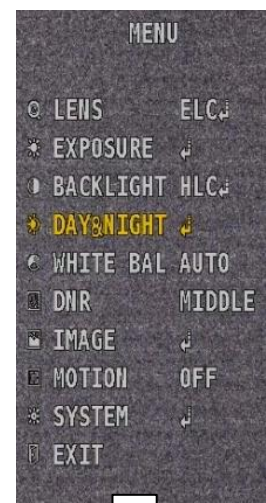 MENU
LENS ELC↲
EXPOSURE ↲
BACKLIGHT HLC↲
DAY&NIGHT ↲
WHITE BAL AUTO
DNR MIDDLE
IMAGE ↲
MOTION OFF
SYSTEM ↲
EXIT